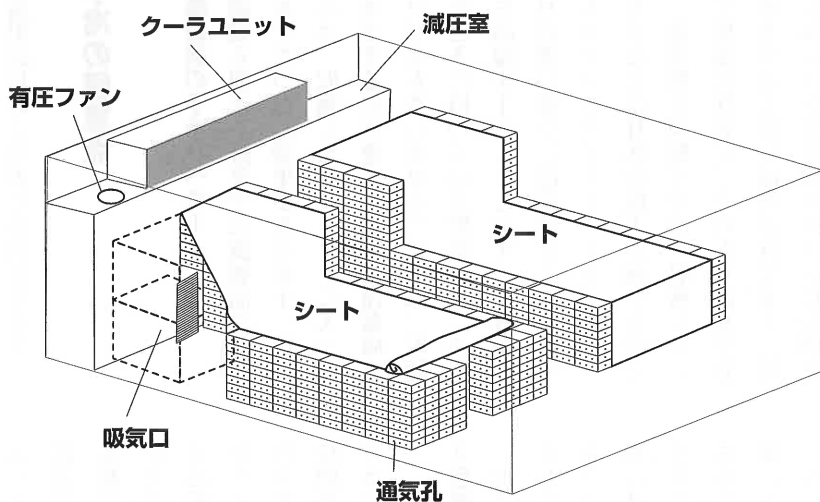 クーラユニット
減圧室
有圧ファン
シート
シート
吸気口
通気孔